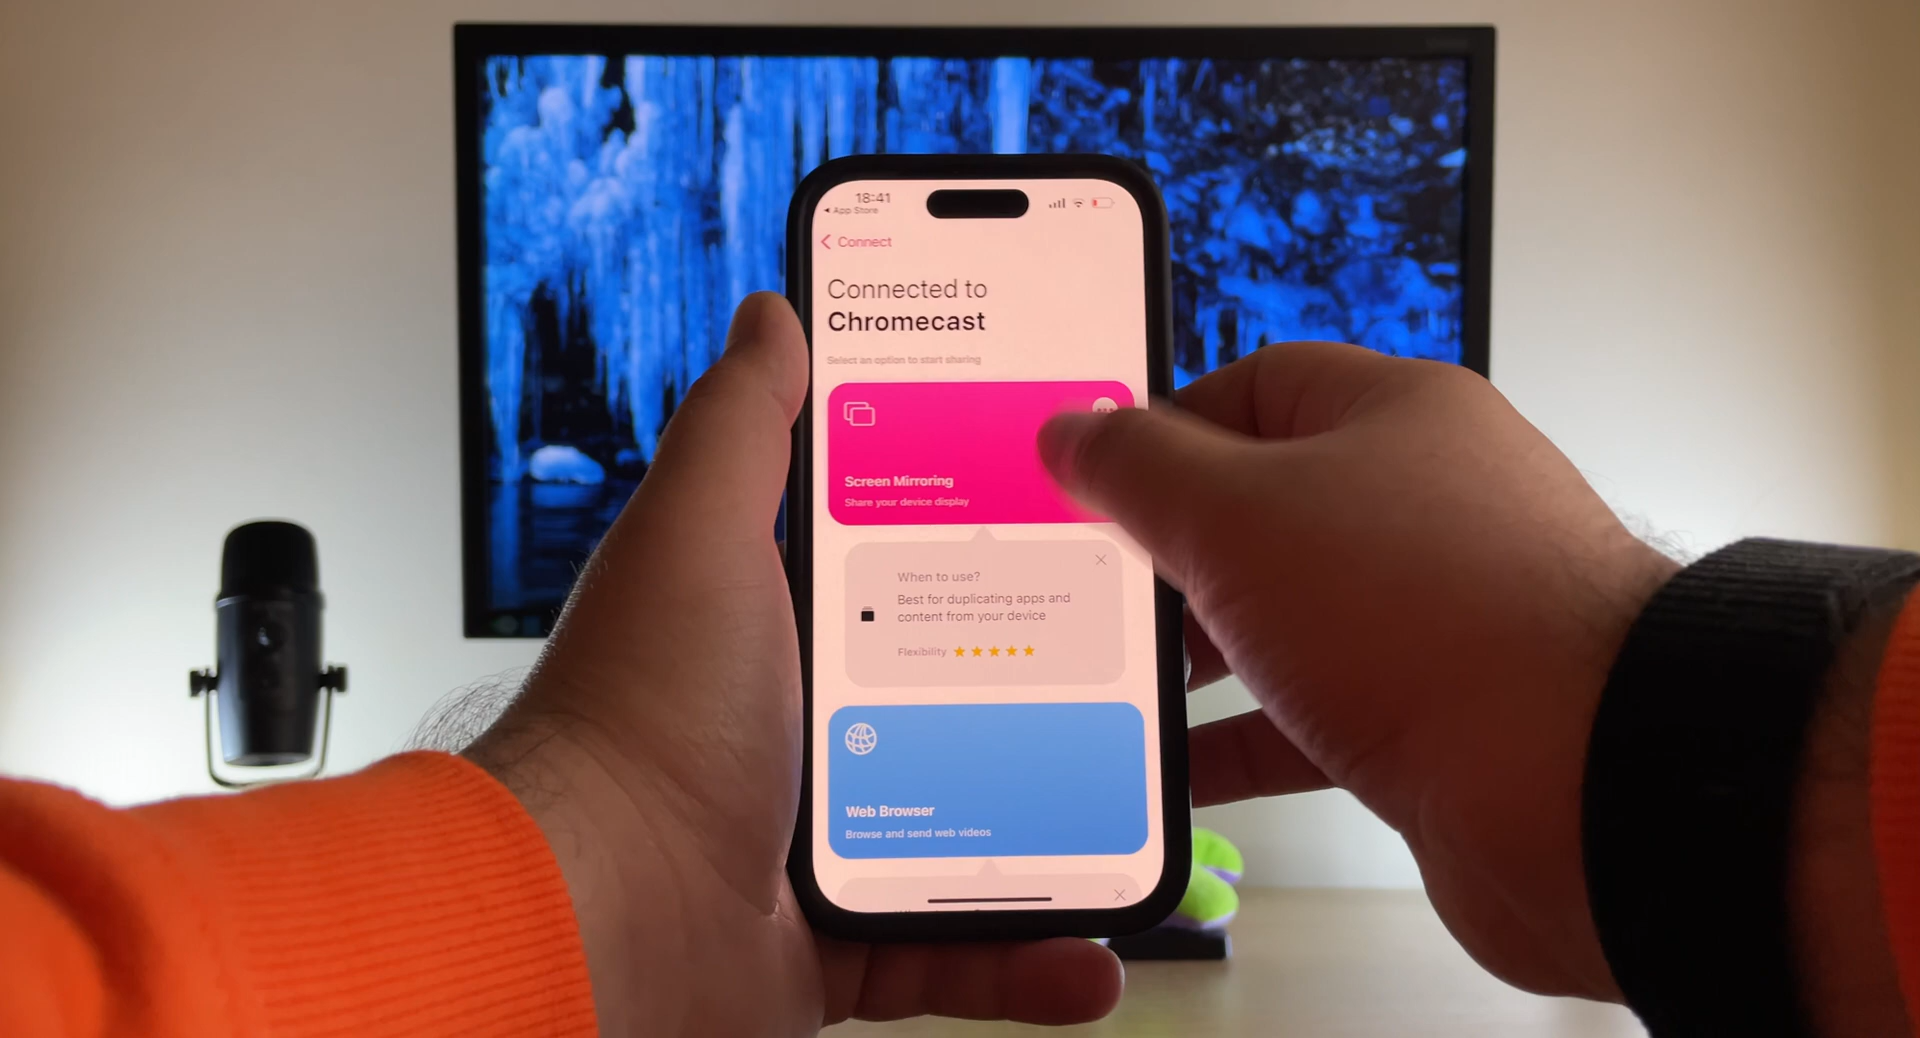 18:41
App Store
Connect
Connected to
Chromecast
Select an option to start sharing
Screen Mirroring
Share your device display
When to use?
Best for duplicating apps and
content from your device
Flexibility
Web Browser
Browse and send web videos